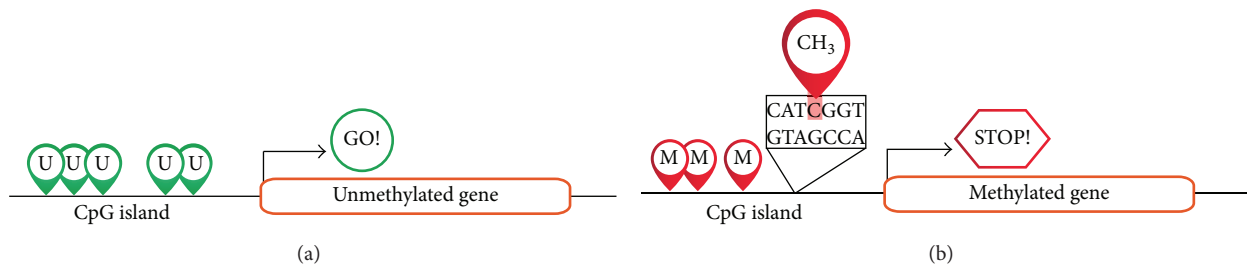 U U U U U
GO!
Unmethylated gene
CpG island
(a)
CH₃
CATCGGT
GTAGCCA
M M M
STOP!
Methylated gene
CpG island
(b)